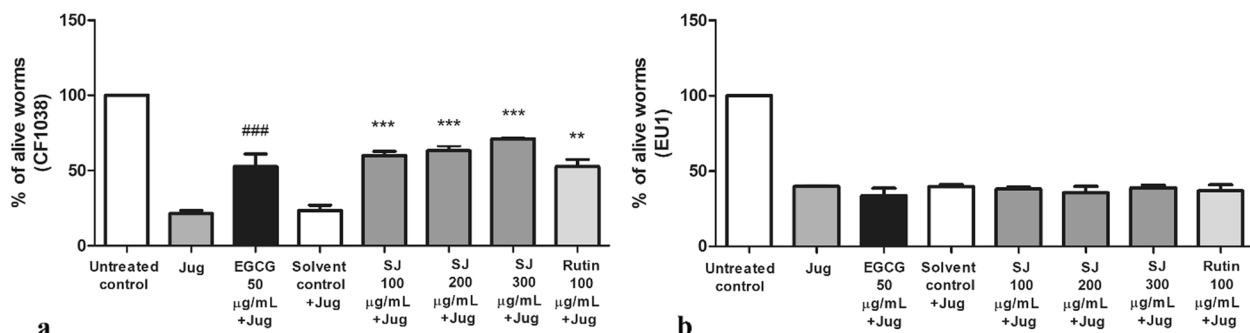 % of alive worms
(CF1038)
150
100
50
0
###
***
***
***
**
Untreated
control
Jug
EGCG
50
μg/mL
+Jug
Solvent
control
+Jug
SJ
100
μg/mL
+Jug
SJ
200
μg/mL
+Jug
SJ
300
μg/mL
+Jug
Rutin
100
μg/mL
+Jug
a
% of alive worms
(EU1)
150
100
50
0
Untreated
control
Jug
EGCG
50
μg/mL
+Jug
Solvent
control
+Jug
SJ
100
μg/mL
+Jug
SJ
200
μg/mL
+Jug
SJ
300
μg/mL
+Jug
Rutin
100
μg/mL
+Jug
b